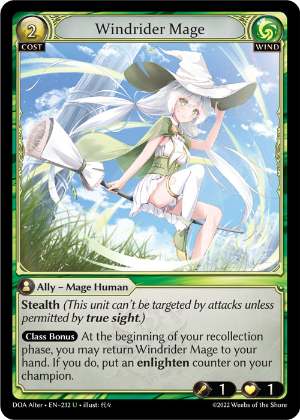 2
COST
Windrider Mage
WIND
Ally – Mage Human
Stealth (This unit can't be targeted by attacks unless
permitted by true sight.)
Class Bonus At the beginning of your recollection
phase, you may return Windrider Mage to your
hand. If you do, put an enlighten counter on your
champion.
1
1
DOA Alter • EN-232 U • illust: 代々
©2022 Weebs of the Shore